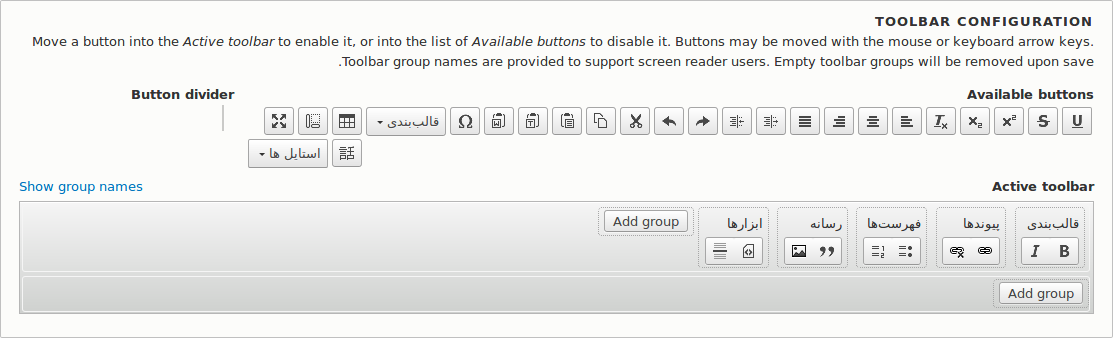 TOOLBAR CONFIGURATION
Move a button into the Active toolbar to enable it, or into the list of Available buttons to disable it. Buttons may be moved with the mouse or keyboard arrow keys.
.Toolbar group names are provided to support screen reader users. Empty toolbar groups will be removed upon save
Available buttons
Button divider
قالب‌بندی
استایل ها
Active toolbar
Show group names
قالب‌بندی
پیوندها
فهرست‌ها
رسانه
ابزارها
Add group
Add group